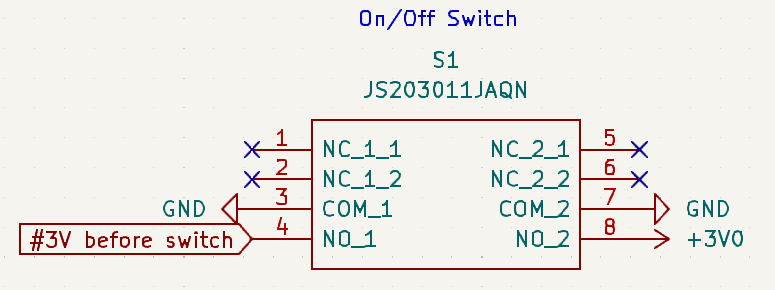 On/Off Switch
S1
JS203011JAQN
1 NC_1_1 NC_2_1 5
2 NC_1_2 NC_2_2 6
GND 3 COM_1 COM_2 7 GND
#3V before switch 4 NO_1 NO_2 8 +3V0